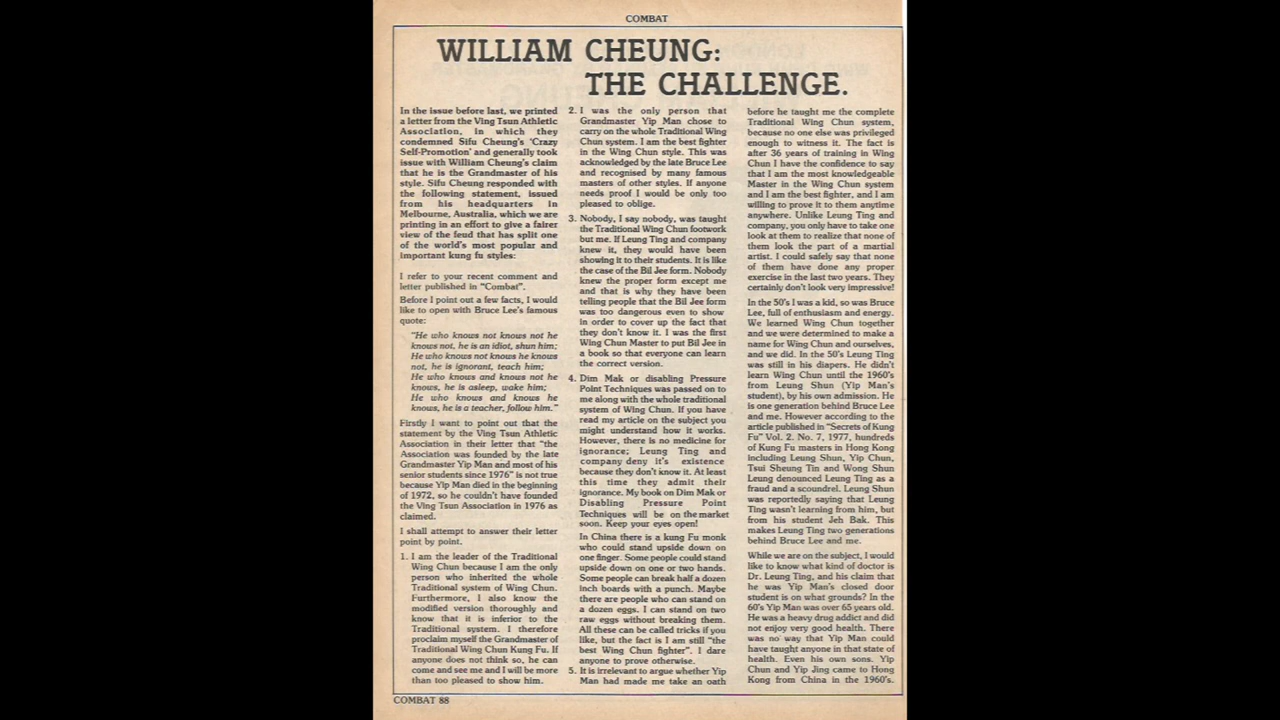 COMBAT
WILLIAM CHEUNG:
THE CHALLENGE.
In the issue before last, we printed
a letter from the Ving Tsun Athletic
Association, in which they
condemned Sifu Cheung's 'Crazy
Self-Promotion' and generally took
issue with William Cheung's claim
that he is the Grandmaster of his
style. Sifu Cheung responded with
the following statement, issued
from his headquarters in
Melbourne, Australia, which we are
printing in an effort to give a fairer
view of the feud that has split one
of the world's most popular and
important kung fu styles:
I refer to your recent comment and
letter published in "Combat".
Before I point out a few facts, I would
like to open with Bruce Lee's famous
quote:
"He who knows not knows not he
knows not, he is an idiot, shun him;
He who knows not knows he knows
not, he is ignorant, teach him;
He who knows and knows not he
knows, he is asleep, wake him;
He who knows and knows he
knows, he is a teacher, follow him."
Firstly I want to point out that the
statement by the Ving Tsun Athletic
Association in their letter that "the
Association was founded by the late
Grandmaster Yip Man and most of his
senior students since 1976" is not true
because Yip Man died in the beginning
of 1972, so he couldn't have founded
the Ving Tsun Association in 1976 as
claimed.
I shall attempt to answer their letter
point by point.
1. I am the leader of the Traditional
Wing Chun because I am the only
person who inherited the whole
Traditional system of Wing Chun.
Furthermore, I also know the
modified version thoroughly and
know that it is inferior to the
Traditional system. I therefore
proclaim myself the Grandmaster of
Traditional Wing Chun Kung Fu. If
anyone does not think so, he can
come and see me and I will be more
than too pleased to show him.
2. I was the only person that
Grandmaster Yip Man chose to
carry on the whole Traditional Wing
Chun system. I am the best fighter
in the Wing Chun style. This was
acknowledged by the late Bruce Lee
and recognised by many famous
masters of other styles. If anyone
needs proof I would be only too
pleased to oblige.
3. Nobody, I say nobody, was taught
the Traditional Wing Chun footwork
but me. If Leung Ting and company
knew it, they would have been
showing it to their students. It is like
the case of the Bil Jee form. Nobody
knew the proper form except me
and that is why they have been
telling people that the Bil Jee form
was too dangerous even to show
in order to cover up the fact that
they don't know it. I was the first
Wing Chun Master to put Bil Jee in
a book so that everyone can learn
the correct version.
4. Dim Mak or disabling Pressure
Point Techniques was passed on to
me along with the whole traditional
system of Wing Chun. If you have
read my article on the subject you
might understand how it works.
However, there is no medicine for
ignorance; Leung Ting and
company deny it's existence
because they don't know it. At least
this time they admit their
ignorance. My book on Dim Mak or
Disabling Pressure Point
Techniques will be on the market
soon. Keep your eyes open!
In China there is a kung Fu monk
who could stand upside down on
one finger. Some people could stand
upside down on one or two hands.
Some people can break half a dozen
inch boards with a punch. Maybe
there are people who can stand on
a dozen eggs. I can stand on two
raw eggs without breaking them.
All these can be called tricks if you
like, but the fact is I am still "the
best Wing Chun fighter". I dare
anyone to prove otherwise.
5. It is irrelevant to argue whether Yip
Man had made me take an oath
before he taught me the complete
Traditional Wing Chun system,
because no one else was privileged
enough to witness it. The fact is
after 36 years of training in Wing
Chun I have the confidence to say
that I am the most knowledgeable
Master in the Wing Chun system
and I am the best fighter, and I am
willing to prove it to them anytime
anywhere. Unlike Leung Ting and
company, you only have to take one
look at them to realize that none of
them look the part of a martial
artist. I could safely say that none
of them have done any proper
exercise in the last two years. They
certainly don't look very impressive!
In the 50's I was a kid, so was Bruce
Lee, full of enthusiasm and energy.
We learned Wing Chun together
and we were determined to make a
name for Wing Chun and ourselves,
and we did. In the 50's Leung Ting
was still in his diapers. He didn't
learn Wing Chun until the 1960's
from Leung Shun (Yip Man's
student), by his own admission. He
is one generation behind Bruce Lee
and me. However according to the
article published in "Secrets of Kung
Fu" Vol. 2. No. 7, 1977, hundreds
of Kung Fu masters in Hong Kong
including Leung Shun, Yip Chun,
Tsui Sheung Tin and Wong Shun
Leung denounced Leung Ting as a
fraud and a scoundrel. Leung Shun
was reportedly saying that Leung
Ting wasn't learning from him, but
from his student Jeh Bak. This
makes Leung Ting two generations
behind Bruce Lee and me.
While we are on the subject, I would
like to know what kind of doctor is
Dr. Leung Ting, and his claim that
he was Yip Man's closed door
student is on what grounds? In the
60's Yip Man was over 65 years old.
He was a heavy drug addict and did
not enjoy very good health. There
was no way that Yip Man could
have taught anyone in that state of
health. Even his own sons. Yip
Chun and Yip Jing came to Hong
Kong from China in the 1960's.
COMBAT 88